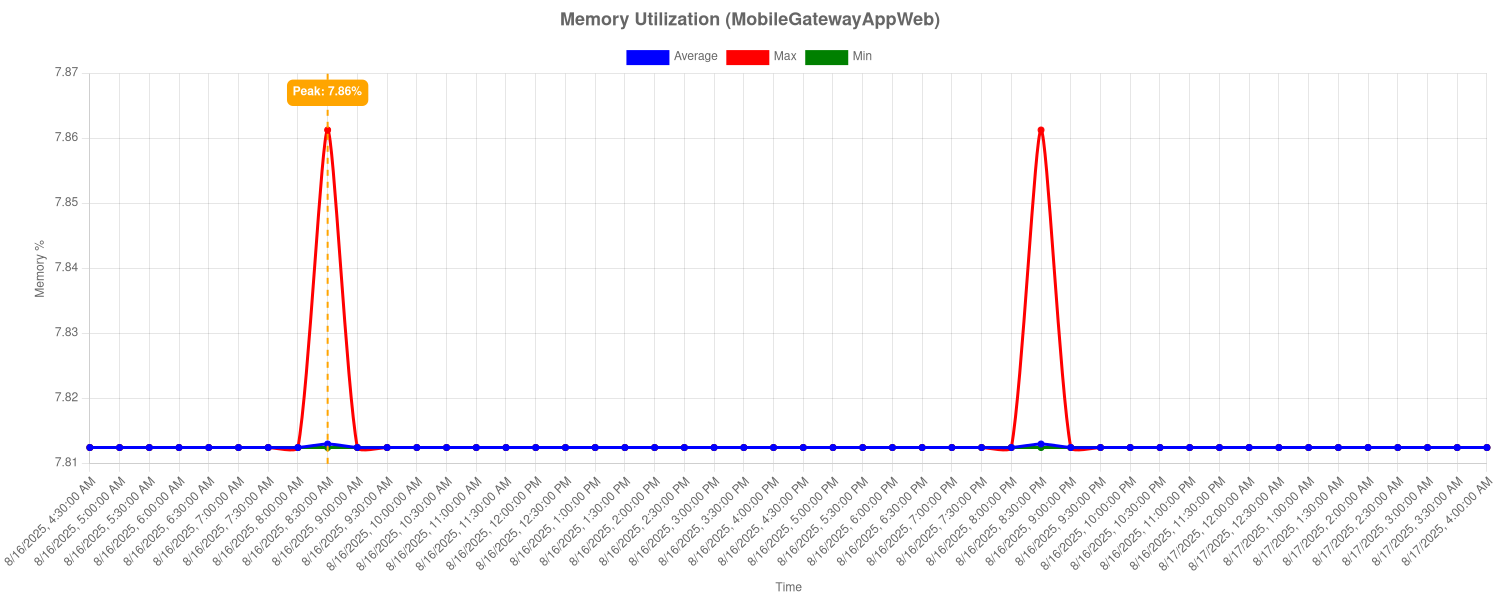 Memory Utilization (MobileGatewayAppWeb)
Average Max Min
Peak: 7.86%
7.87
7.86
7.85
7.84
7.83
7.82
7.81
Memory %
8/16/2025, 4:30:00 AM
8/16/2025, 5:00:00 AM
8/16/2025, 5:30:00 AM
8/16/2025, 6:00:00 AM
8/16/2025, 6:30:00 AM
8/16/2025, 7:00:00 AM
8/16/2025, 7:30:00 AM
8/16/2025, 8:00:00 AM
8/16/2025, 8:30:00 AM
8/16/2025, 9:00:00 AM
8/16/2025, 9:30:00 AM
8/16/2025, 10:00:00 AM
8/16/2025, 10:30:00 AM
8/16/2025, 11:00:00 AM
8/16/2025, 11:30:00 AM
8/16/2025, 12:00:00 PM
8/16/2025, 12:30:00 PM
8/16/2025, 1:00:00 PM
8/16/2025, 1:30:00 PM
8/16/2025, 2:00:00 PM
8/16/2025, 2:30:00 PM
8/16/2025, 3:00:00 PM
8/16/2025, 3:30:00 PM
8/16/2025, 4:00:00 PM
8/16/2025, 4:30:00 PM
8/16/2025, 5:00:00 PM
8/16/2025, 5:30:00 PM
8/16/2025, 6:00:00 PM
8/16/2025, 6:30:00 PM
8/16/2025, 7:00:00 PM
8/16/2025, 7:30:00 PM
8/16/2025, 8:00:00 PM
8/16/2025, 8:30:00 PM
8/16/2025, 9:00:00 PM
8/16/2025, 9:30:00 PM
8/16/2025, 10:00:00 PM
8/16/2025, 10:30:00 PM
8/16/2025, 11:00:00 PM
8/16/2025, 11:30:00 PM
8/17/2025, 12:00:00 AM
8/17/2025, 12:30:00 AM
8/17/2025, 1:00:00 AM
8/17/2025, 1:30:00 AM
8/17/2025, 2:00:00 AM
8/17/2025, 2:30:00 AM
8/17/2025, 3:00:00 AM
8/17/2025, 3:30:00 AM
8/17/2025, 4:00:00 AM
Time